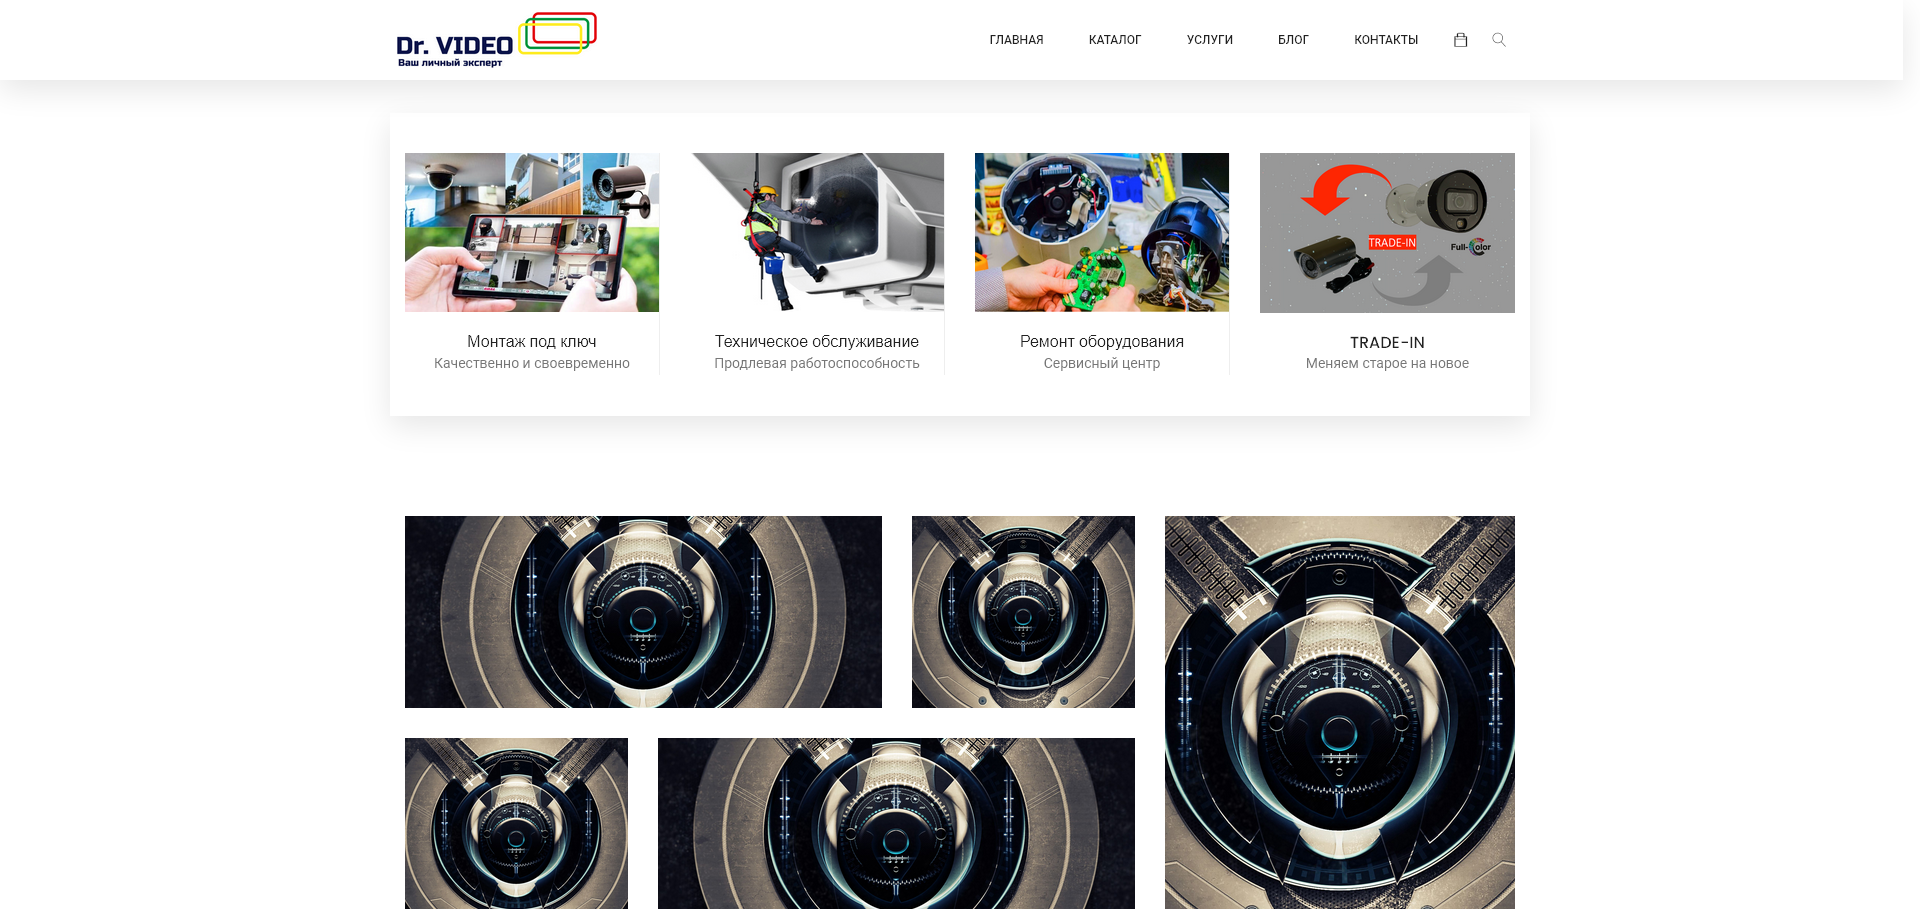 Dr. VIDEO
Ваш личный эксперт
ГЛАВНАЯ
КАТАЛОГ
УСЛУГИ
БЛОГ
КОНТАКТЫ
TRADE-IN
Full-Color
Монтаж под ключ
Качественно и своевременно
Техническое обслуживание
Продлевая работоспособность
Ремонт оборудования
Сервисный центр
TRADE-IN
Меняем старое на новое